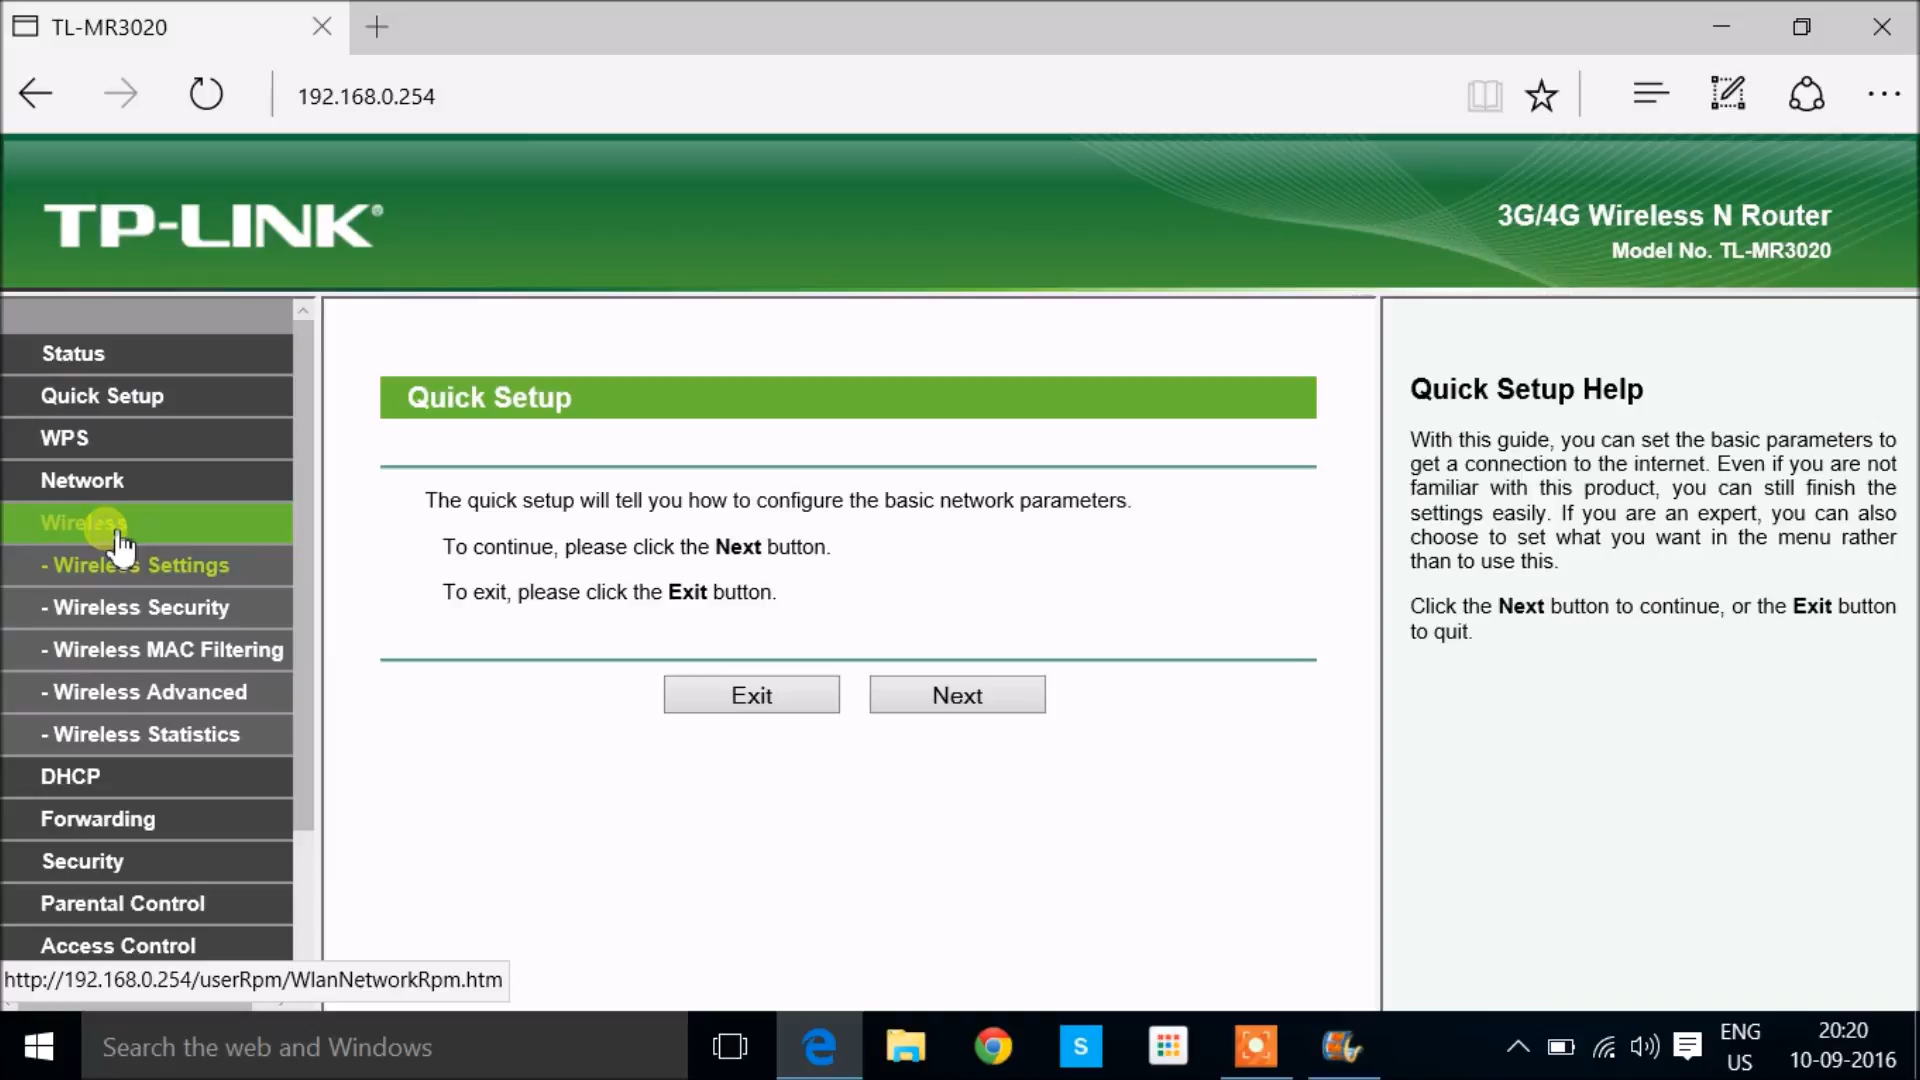 TL-MR3020
192.168.0.254
TP-LINK®
3G/4G Wireless N Router
Model No. TL-MR3020
Status
Quick Setup
WPS
Network
Wireless
- Wireless Settings
- Wireless Security
- Wireless MAC Filtering
- Wireless Advanced
- Wireless Statistics
DHCP
Forwarding
Security
Parental Control
Access Control
http://192.168.0.254/userRpm/WlanNetworkRpm.htm
Quick Setup
The quick setup will tell you how to configure the basic network parameters.
To continue, please click the Next button.
To exit, please click the Exit button.
Exit
Next
Quick Setup Help
With this guide, you can set the basic parameters to
get a connection to the internet. Even if you are not
familiar with this product, you can still finish the
settings easily. If you are an expert, you can also
choose to set what you want in the menu rather
than to use this.
Click the Next button to continue, or the Exit button
to quit.
Search the web and Windows
S
ENG
US
20:20
10-09-2016